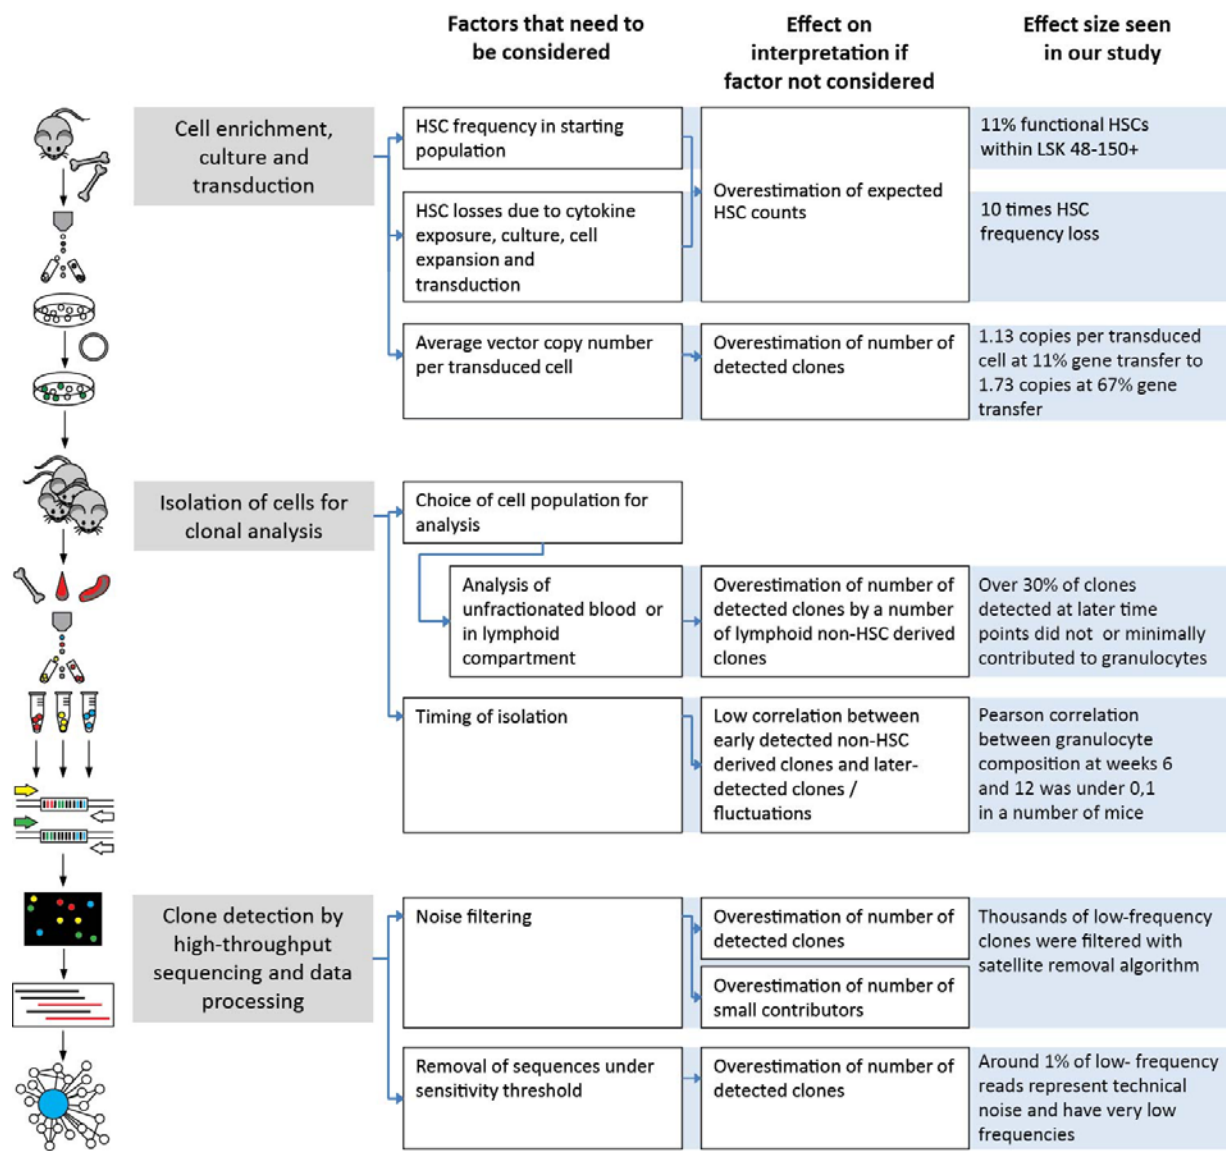 Factors that need to
be considered
Effect on
interpretation if
factor not considered
Effect size seen
in our study
Cell enrichment,
culture and
transduction
HSC frequency in starting
population
HSC losses due to cytokine
exposure, culture, cell
expansion and
transduction
Overestimation of expected
HSC counts
11% functional HSCs
within LSK 48-150+
10 times HSC
frequency loss
Average vector copy number
per transduced cell
Overestimation of number of
detected clones
1.13 copies per transduced
cell at 11% gene transfer to
1.73 copies at 67% gene
transfer
Isolation of cells for
clonal analysis
Choice of cell population for
analysis
Analysis of
unfractionated blood or
in lymphoid
compartment
Overestimation of number of
detected clones by a number
of lymphoid non-HSC derived
clones
Over 30% of clones
detected at later time
points did not or minimally
contributed to granulocytes
Timing of isolation
Low correlation between
early detected non-HSC
derived clones and later-
detected clones /
fluctuations
Pearson correlation
between granulocyte
composition at weeks 6
and 12 was under 0,1
in a number of mice
Clone detection by
high-throughput
sequencing and data
processing
Noise filtering
Overestimation of number of
detected clones
Overestimation of number of
small contributors
Thousands of low-frequency
clones were filtered with
satellite removal algorithm
Removal of sequences under
sensitivity threshold
Overestimation of number of
detected clones
Around 1% of low- frequency
reads represent technical
noise and have very low
frequencies